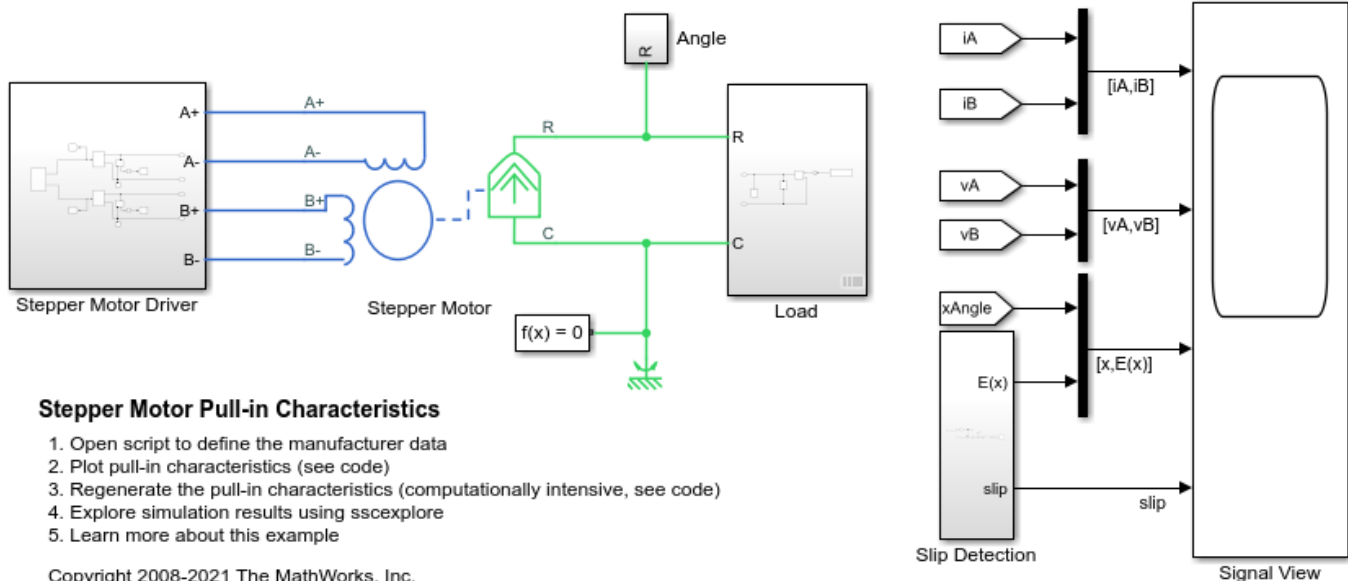 A+
A-
B+
B-
Stepper Motor Driver
A+
A-
B+
B-
Stepper Motor
R
Angle
R
C
R
C
Load
f(x) = 0
iA
iB
[iA,iB]
vA
vB
[vA,vB]
xAngle
E(x)
[x,E(x)]
slip
slip
Slip Detection
Signal View
Stepper Motor Pull-in Characteristics
1. Open script to define the manufacturer data
2. Plot pull-in characteristics (see code)
3. Regenerate the pull-in characteristics (computationally intensive, see code)
4. Explore simulation results using sscexplore
5. Learn more about this example
Copyright 2008-2021 The MathWorks, Inc.